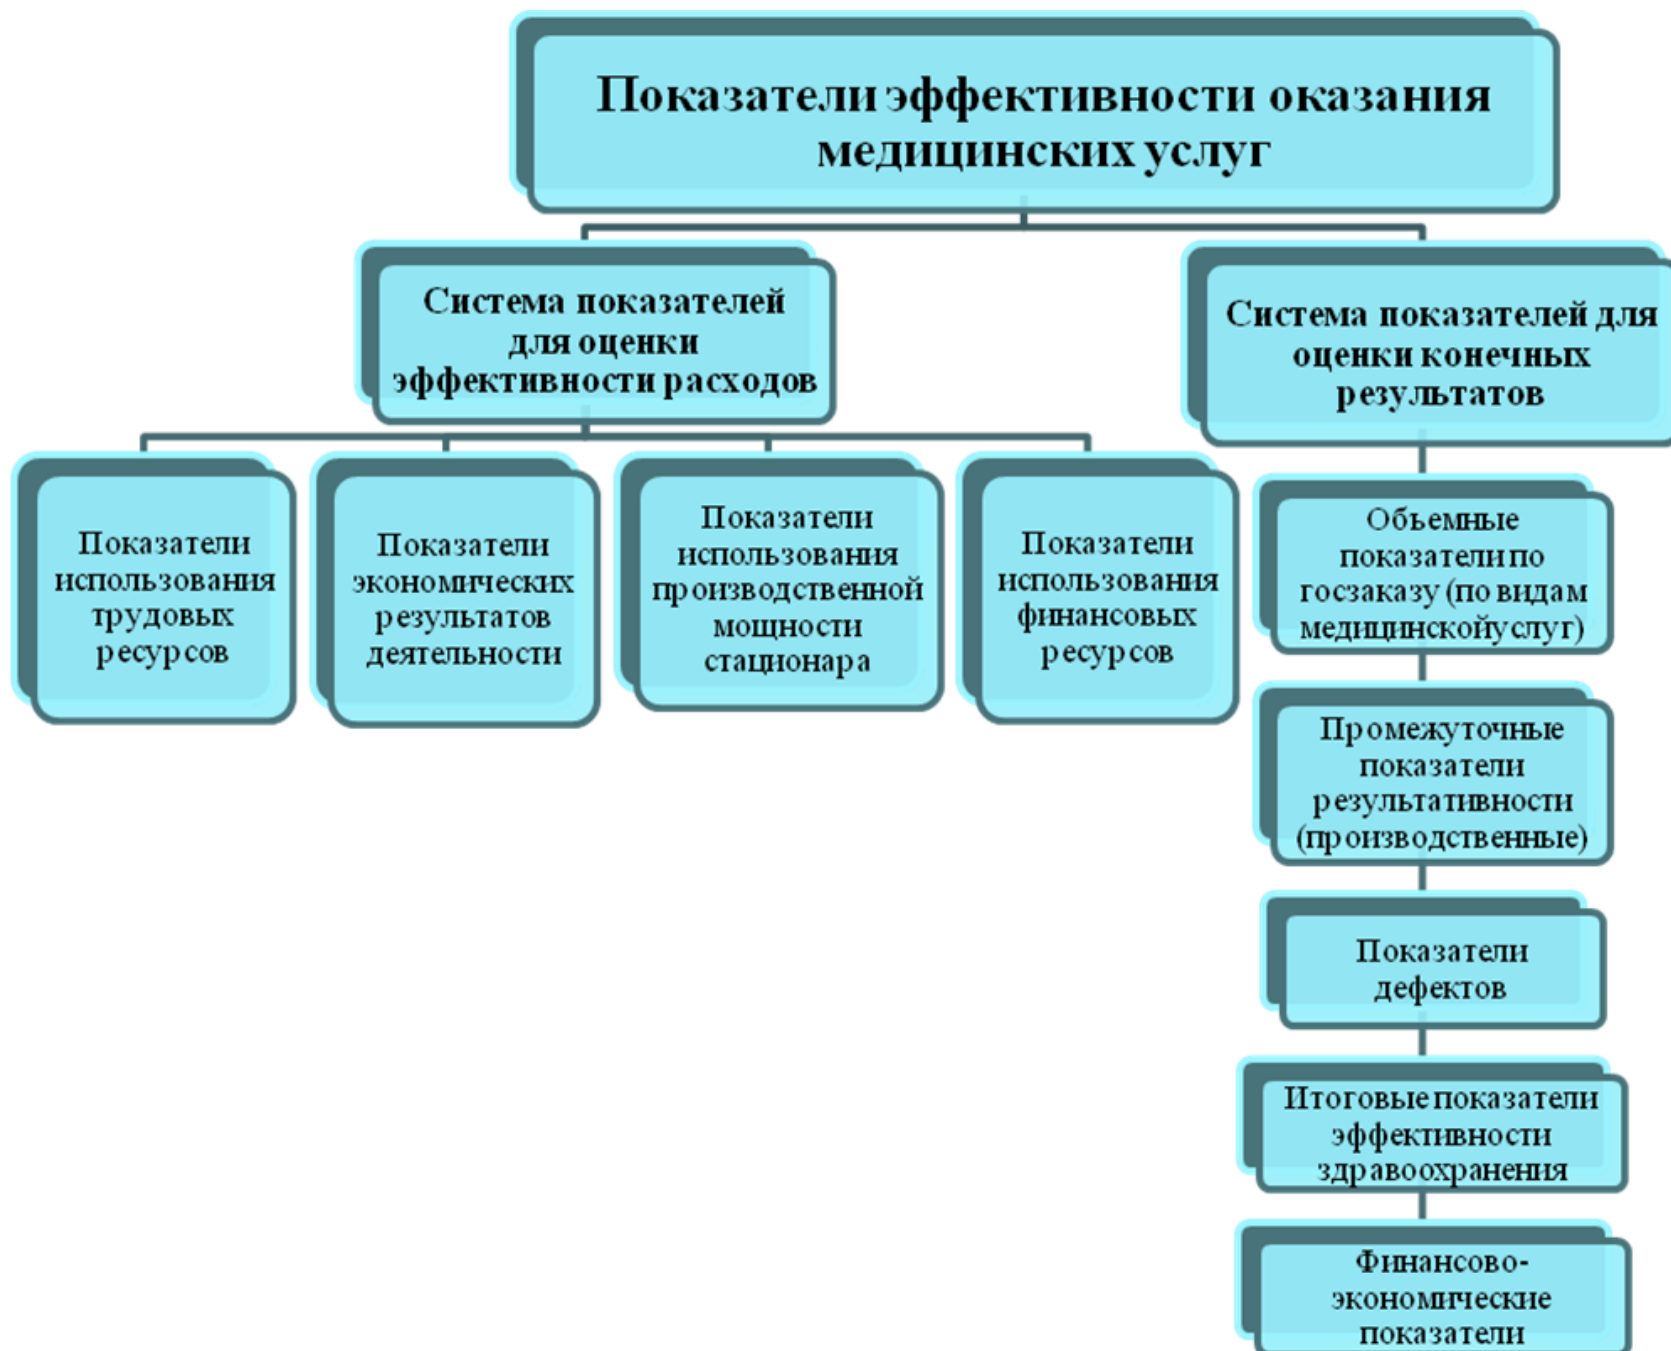 Показатели эффективности оказания
медицинских услуг
Система показателей
для оценки
эффективности расходов
Система показателей для
оценки конечных
результатов
Показатели
использования
трудовых
ресурсов
Показатели
экономических
результатов
деятельности
Показатели
использования
производственной
мощности
стационара
Показатели
использования
финансовых
ресурсов
Объемные
показатели по
госзаказу (по видам
медицинскойуслуг)
Промежуточные
показатели
результативности
(производственные)
Показатели
дефектов
Итоговые показатели
эффективности
здравоохранения
Финансово-
экономические
показатели